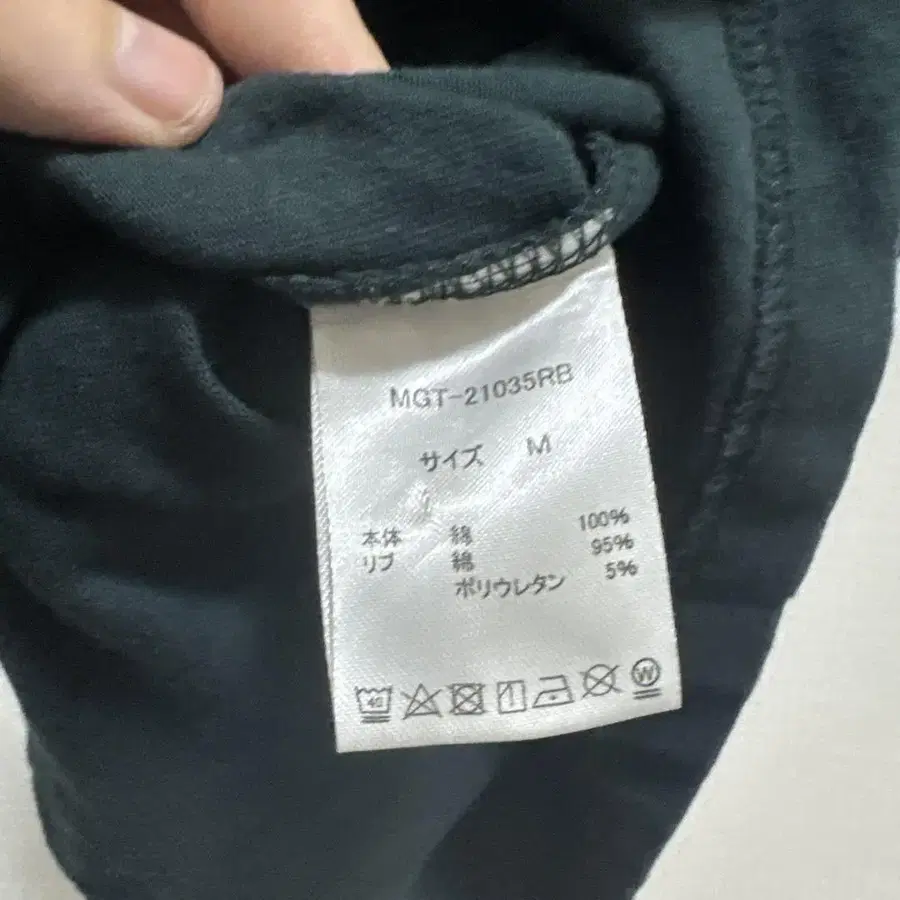 MGT-21035RB
サイズ M
本体 綿 100%
リブ 綿 95%
ポリウレタン 5%
40 W